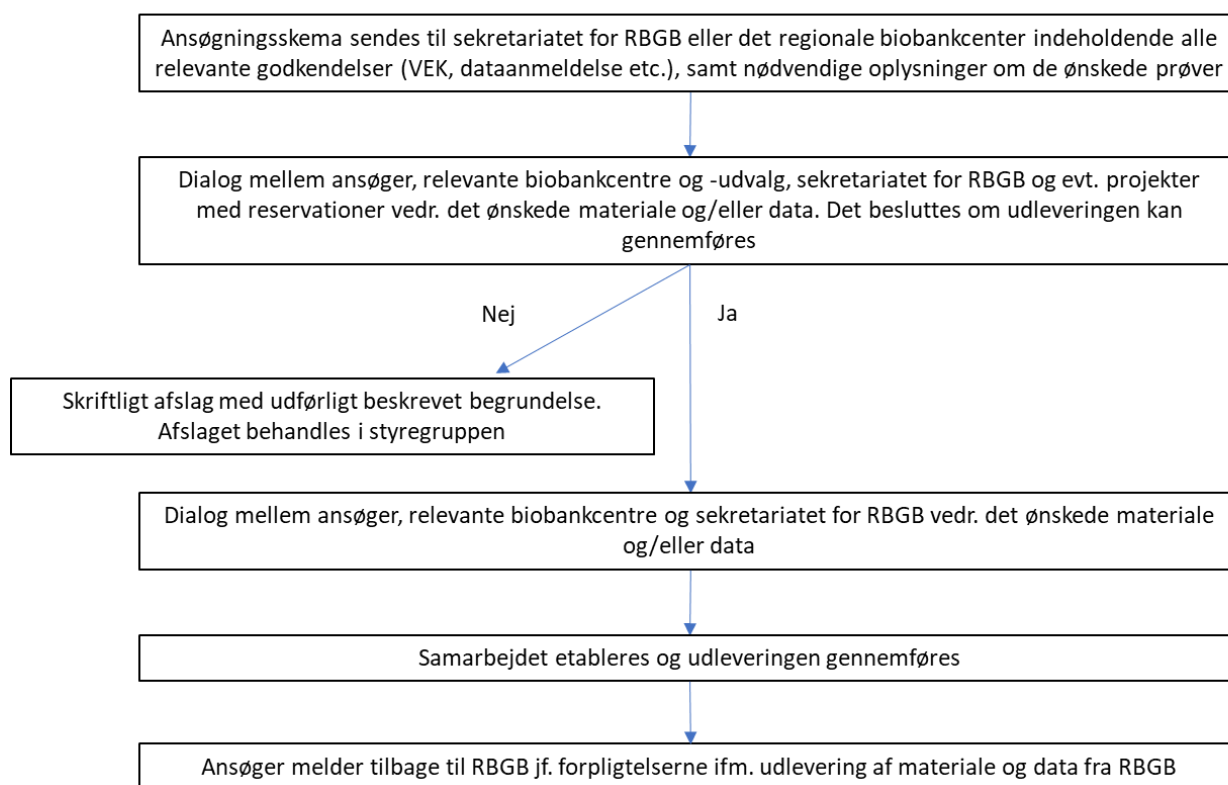 Ansøgningsskema sendes til sekretariatet for RBGB eller det regionale biobankcenter indeholdende alle
relevante godkendelser (VEK, dataanmeldelse etc.), samt nødvendige oplysninger om de ønskede prøver
Dialog mellem ansøger, relevante biobankcentre og -udvalg, sekretariatet for RBGB og evt. projekter
med reservationer vedr. det ønskede materiale og/eller data. Det besluttes om udleveringen kan
gennemføres
Nej
Ja
Skriftligt afslag med udførligt beskrevet begrundelse.
Afslaget behandles i styregruppen
Dialog mellem ansøger, relevante biobankcentre og sekretariatet for RBGB vedr. det ønskede materiale
og/eller data
Samarbejdet etableres og udleveringen gennemføres
Ansøger melder tilbage til RBGB jf. forpligtelserne ifm. udlevering af materiale og data fra RBGB